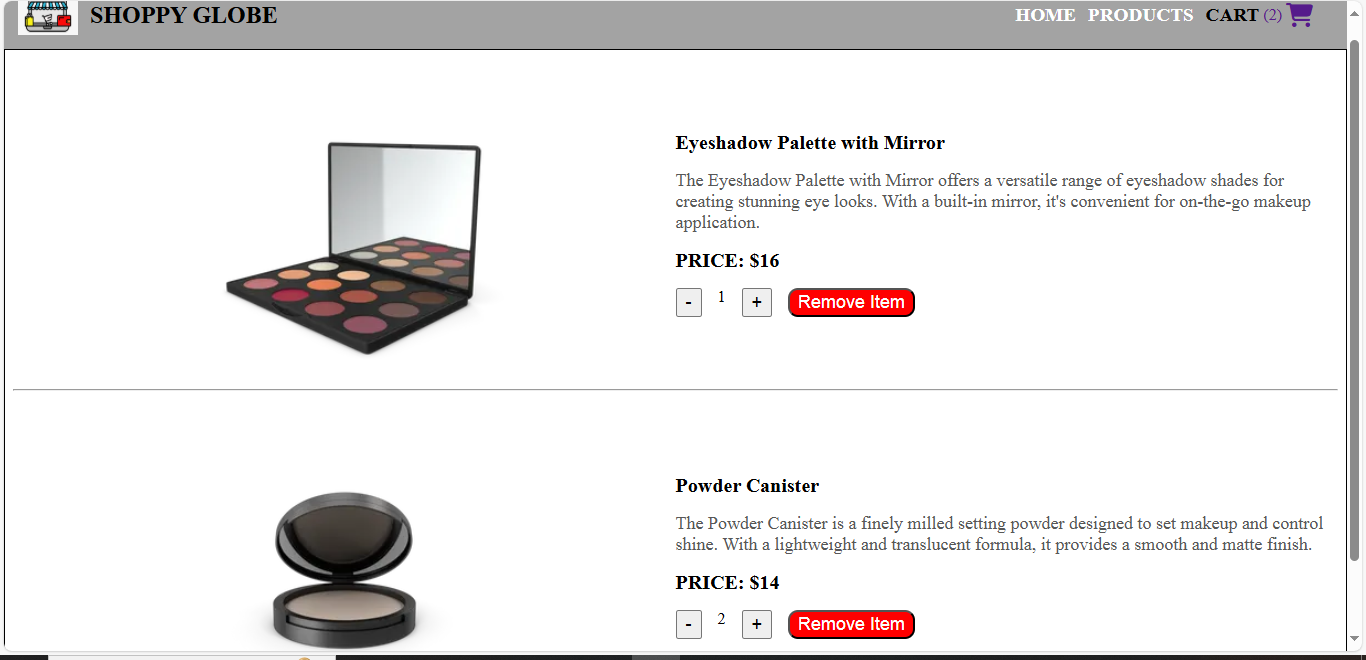 SHOPPY GLOBE
HOME PRODUCTS CART (2)
Eyeshadow Palette with Mirror
The Eyeshadow Palette with Mirror offers a versatile range of eyeshadow shades for
creating stunning eye looks. With a built-in mirror, it's convenient for on-the-go makeup
application.
PRICE: $16
- 1 + Remove Item
Powder Canister
The Powder Canister is a finely milled setting powder designed to set makeup and control
shine. With a lightweight and translucent formula, it provides a smooth and matte finish.
PRICE: $14
- 2 + Remove Item